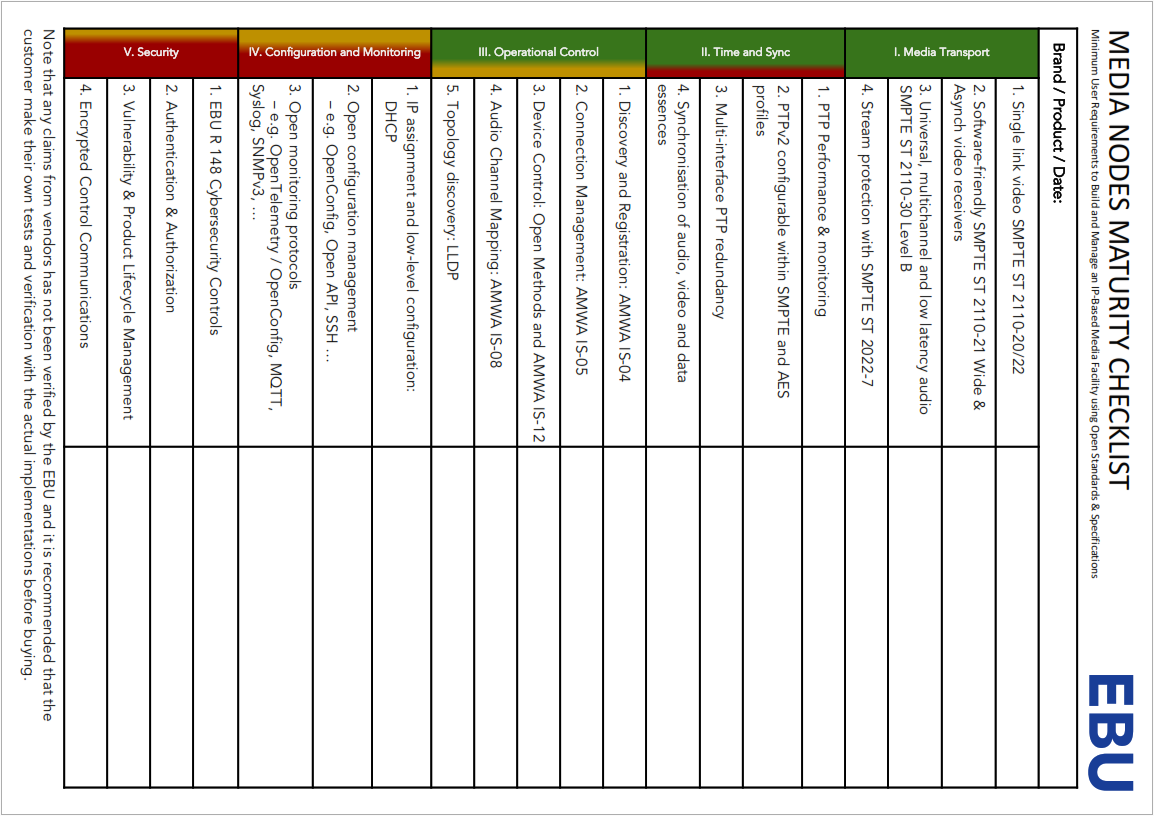 MEDIA NODES MATURITY CHECKLIST
Minimum User Requirements to Build and Manage an IP-Based Media Facility using Open Standards & Specifications
EBU
Brand / Product / Date:
I. Media Transport
1. Single link video SMPTE ST 2110-20/22
2. Software-friendly SMPTE ST 2110-21 Wide &
Asynch video receivers
3. Universal, multichannel and low latency audio
SMPTE ST 2110-30 Level B
4. Stream protection with SMPTE ST 2022-7
II. Time and Sync
1. PTP Performance & monitoring
2. PTPv2 configurable within SMPTE and AES
profiles
3. Multi-interface PTP redundancy
4. Synchronisation of audio, video and data
essences
III. Operational Control
1. Discovery and Registration: AMWA IS-04
2. Connection Management: AMWA IS-05
3. Device Control: Open Methods and AMWA IS-12
4. Audio Channel Mapping: AMWA IS-08
5. Topology discovery: LLDP
IV. Configuration and Monitoring
1. IP assignment and low-level configuration:
DHCP
2. Open configuration management
– e.g. OpenConfig, Open API, SSH ...
3. Open monitoring protocols
– e.g. OpenTelemetry / OpenConfig, MQTT,
Syslog, SNMPv3, ...
V. Security
1. EBU R 148 Cybersecurity Controls
2. Authentication & Authorization
3. Vulnerability & Product Lifecycle Management
4. Encrypted Control Communications
Note that any claims from vendors has not been verified by the EBU and it is recommended that the
customer make their own tests and verification with the actual implementations before buying.